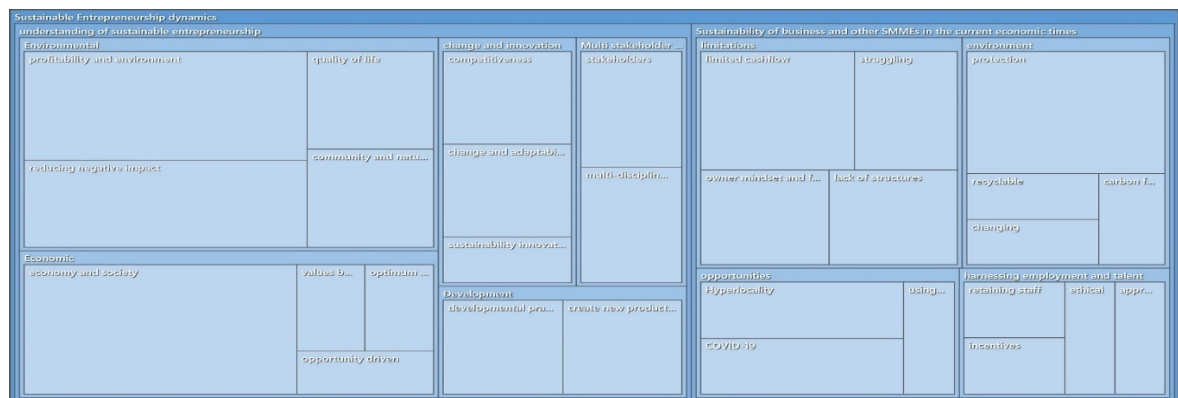 Sustainable Entrepreneurship dynamics
understanding of sustainable entrepreneurship
Environmental
profitability and environment
quality of life
reducing negative impact
community and natu...
Economic
economy and society
values b...
optimum ...
opportunity driven
change and innovation
competitiveness
change and adaptabi...
sustainability innovat...
Multi stakeholder ...
stakeholders
multi-disciplin...
Development
developmental pra...
create new product...
Sustainability of business and other SMMEs in the current economic times
limitations
limited cashflow
struggling
owner mindset and f...
lack of structures
environment
protection
recyclable
carbon f...
changing
opportunities
Hyperlocality
using...
COVID-19
harnessing employment and talent
retaining staff
ethical
appr...
incentives